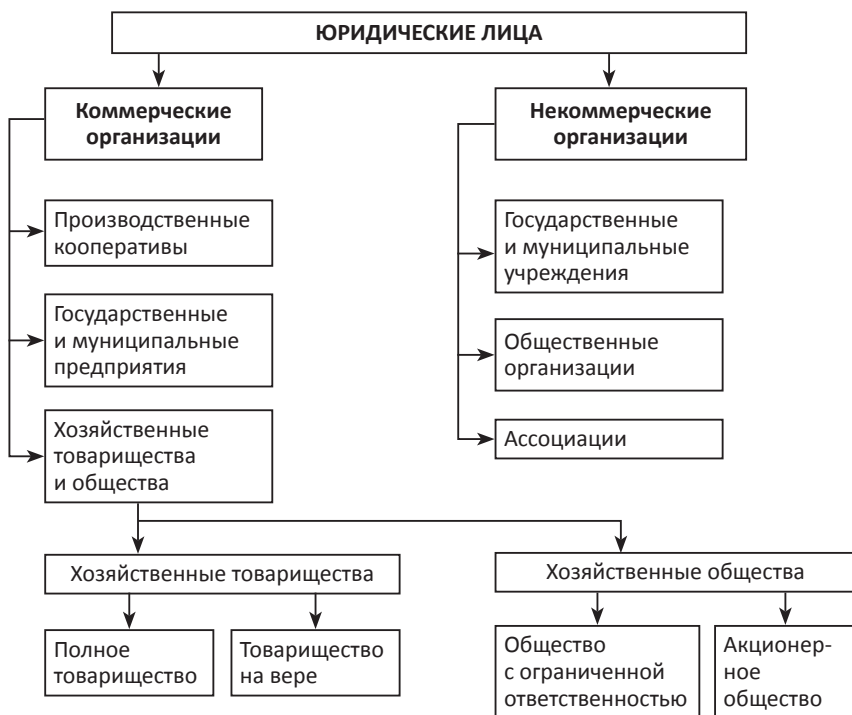 ЮРИДИЧЕСКИЕ ЛИЦА
Коммерческие
организации
Некоммерческие
организации
Производственные
кооперативы
Государственные
и муниципальные
предприятия
Хозяйственные
товарищества
и общества
Государственные
и муниципальные
учреждения
Общественные
организации
Ассоциации
Хозяйственные товарищества
Хозяйственные общества
Полное
товарищество
Товарищество
на вере
Общество
с ограниченной
ответственностью
Акционер-
ное
общество